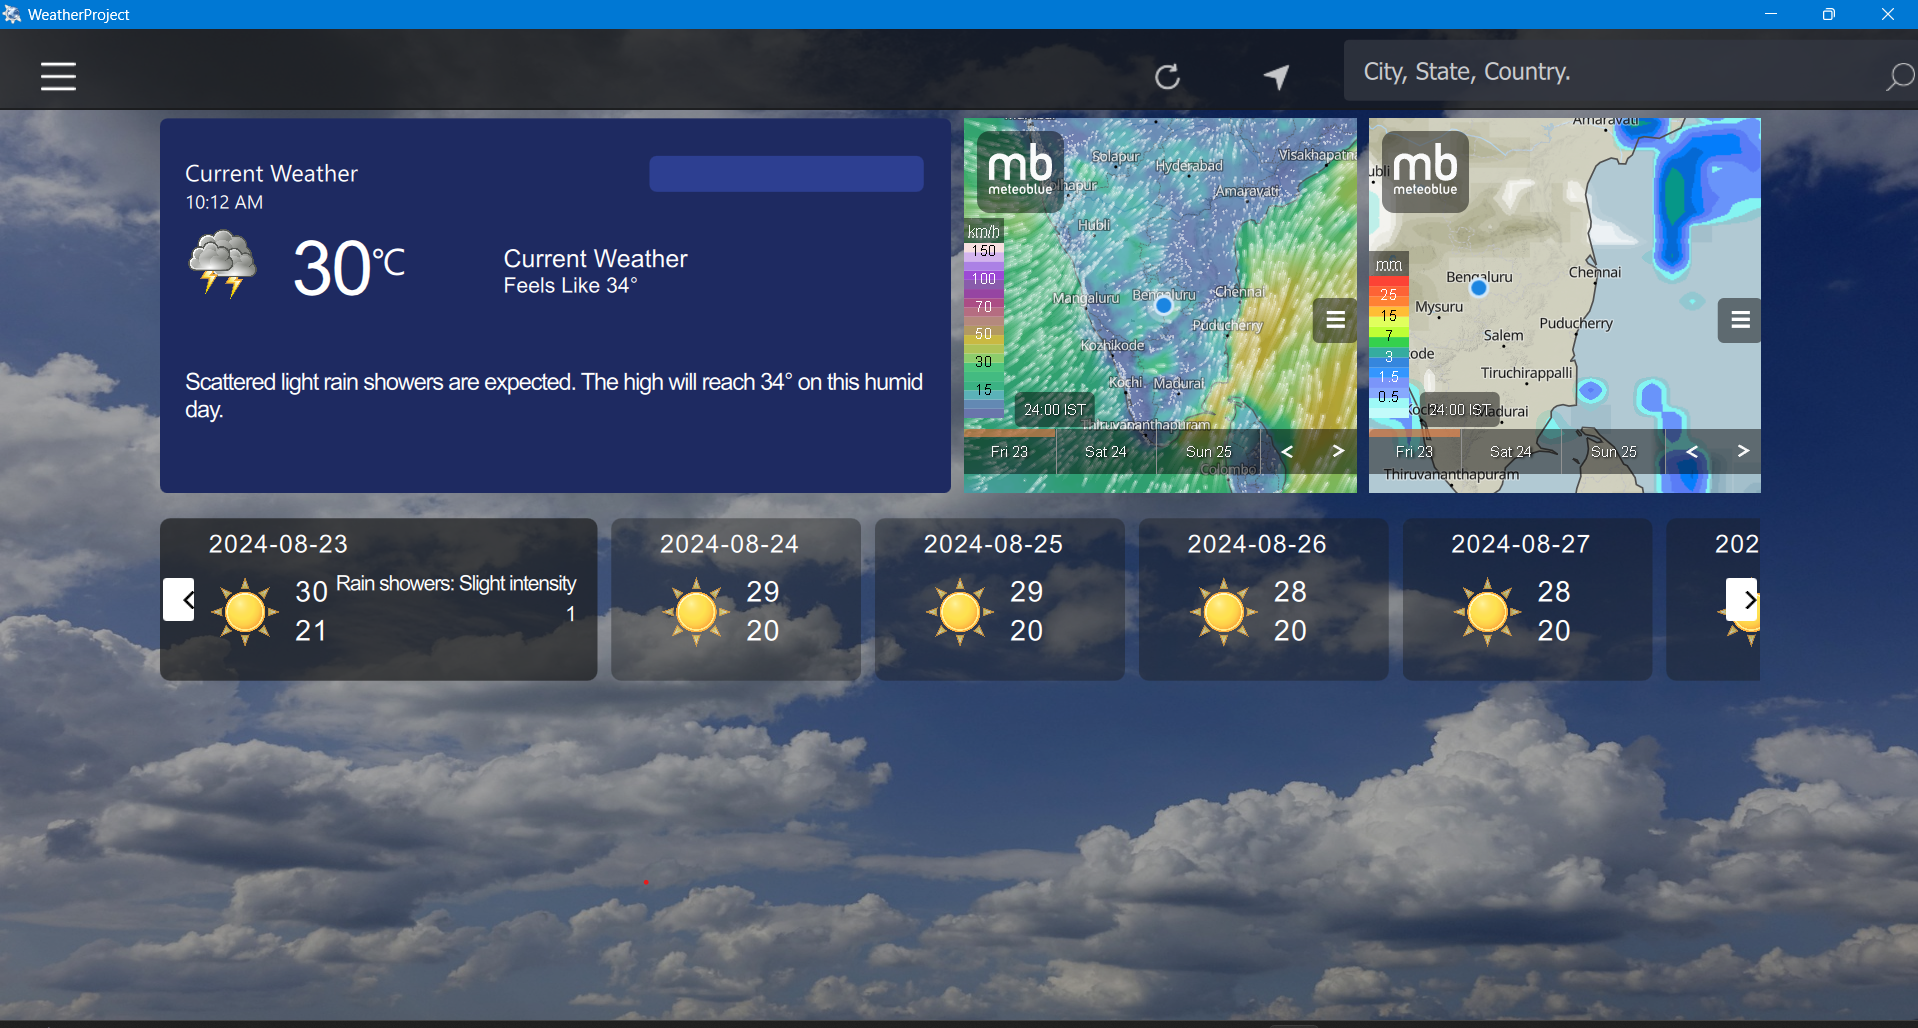 WeatherProject
City, State, Country.
Current Weather
10:12 AM
30°C
Current Weather
Feels Like 34°
Scattered light rain showers are expected. The high will reach 34° on this humid
day.
mb
meteoblue
Solapur
Hyderabad
Visakhapatna
olhapur
Amaravati
Hubli
km/h
150
100
70
50
30
15
Mangaluru
Bengaluru
Chennai
Puducherry
Kozhikode
Kochi
Madurai
24:00 IST
Thiruvananthapuram
Fri 23
Sat 24
Sun 25
<
>
Colombo
Amaravati
mb
meteoblue
ubli
mm
25
15
7
3
1.5
0.5
Bengaluru
Chennai
Mysuru
Puducherry
Salem
ode
Tiruchirappalli
Koc
24:00 IST
adurai
Fri 23
Sat 24
Sun 25
<
>
Thiruvananthapuram
2024-08-23
30
Rain showers: Slight intensity
1
21
2024-08-24
29
20
2024-08-25
29
20
2024-08-26
28
20
2024-08-27
28
20
202